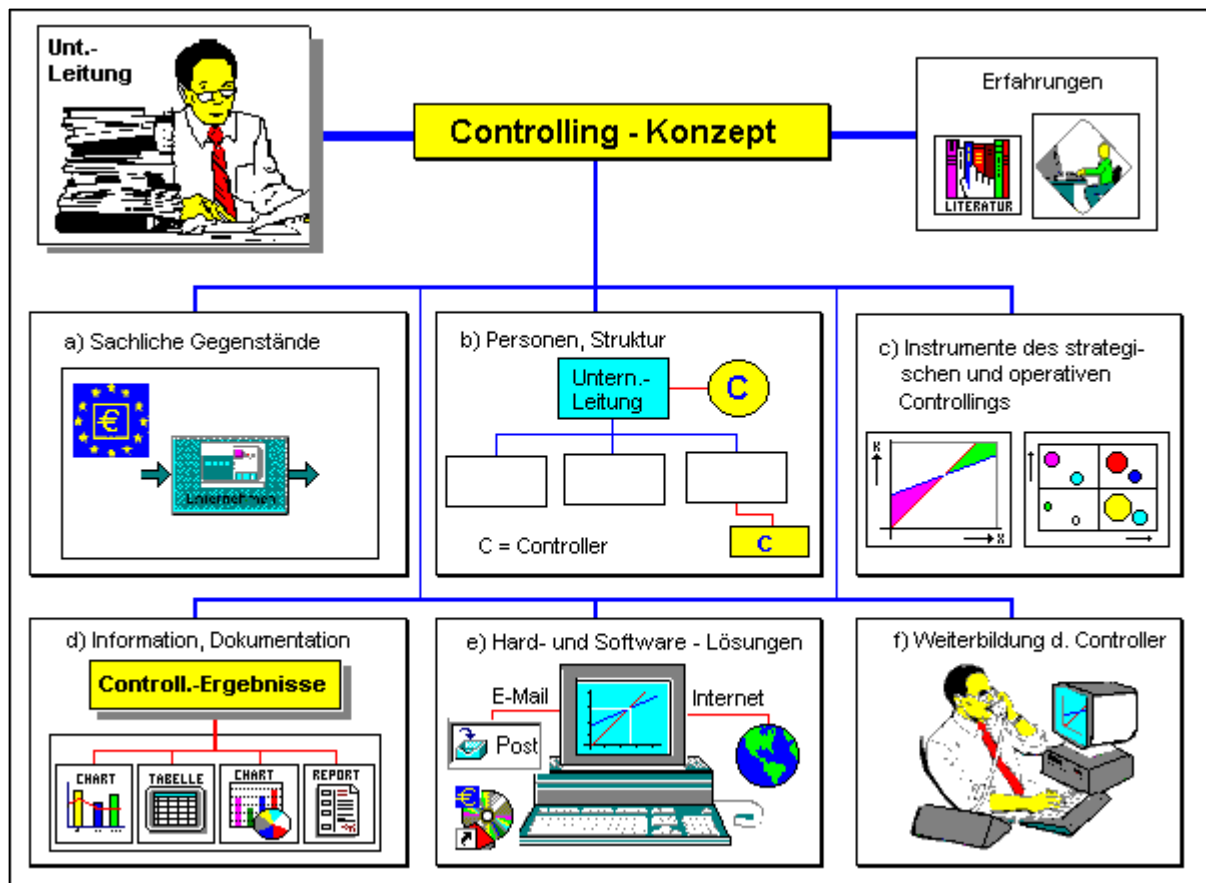 Unt.-
Leitung
Controlling - Konzept
Erfahrungen
LITERATUR
a) Sachliche Gegenstände
€
Unternehmen
b) Personen, Struktur
Untern.-
Leitung
C
C
C = Controller
c) Instrumente des strategi-
schen und operativen
Controllings
K
X
d) Information, Dokumentation
Controll.-Ergebnisse
CHART
TABELLE
CHART
REPORT
e) Hard- und Software - Lösungen
E-Mail
Internet
Post
€
f) Weiterbildung d. Controller